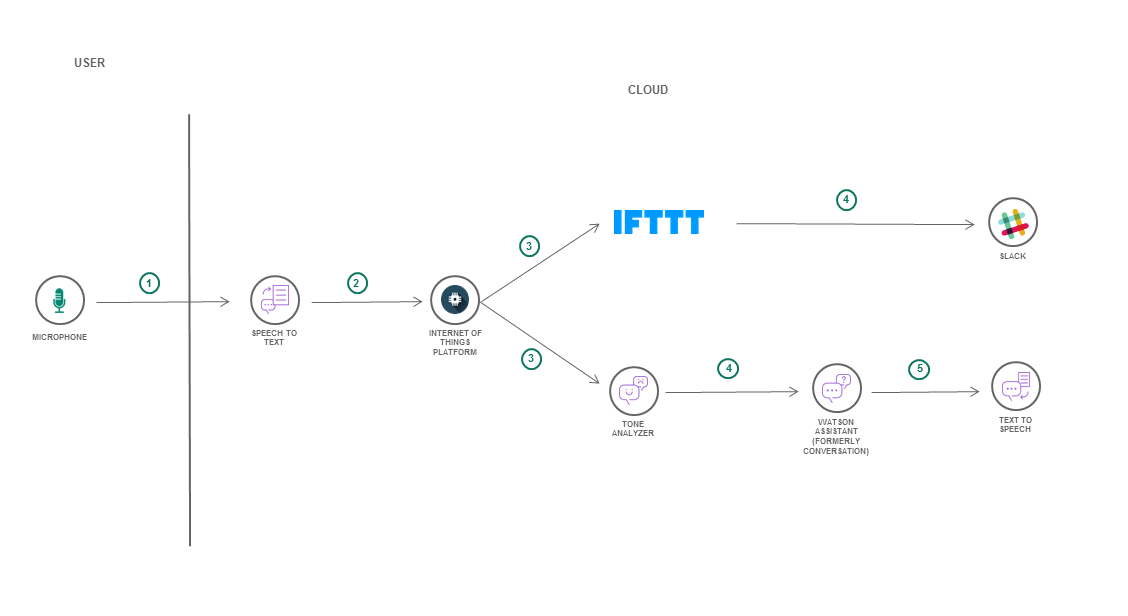 USER
CLOUD
4
IFTTT
SLACK
3
1
2
MICROPHONE
SPEECH TO
TEXT
INTERNET OF
THINGS
PLATFORM
3
4
5
TONE
ANALYZER
WATSON
ASSISTANT
(FORMERLY
CONVERSATION)
TEXT TO
SPEECH